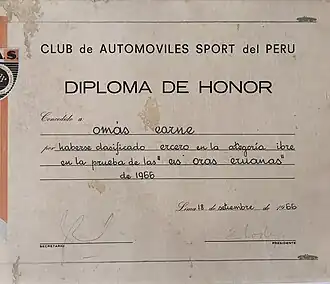 CLUB de AUTOMOVILES SPORT del PERU
DIPLOMA DE HONOR
Concedido a omás earne
por haberse clasificado ercero en la ategoría ibre
en la prueba de las " eis oras eruanas"
de 1966
Lima 18 de setiembre de 1966
SECRETARIO PRESIDENTE